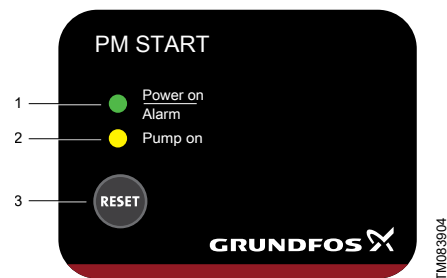 PM START
1
Power on
Alarm
2
Pump on
3
RESET
GRUNDFOS
TM083904